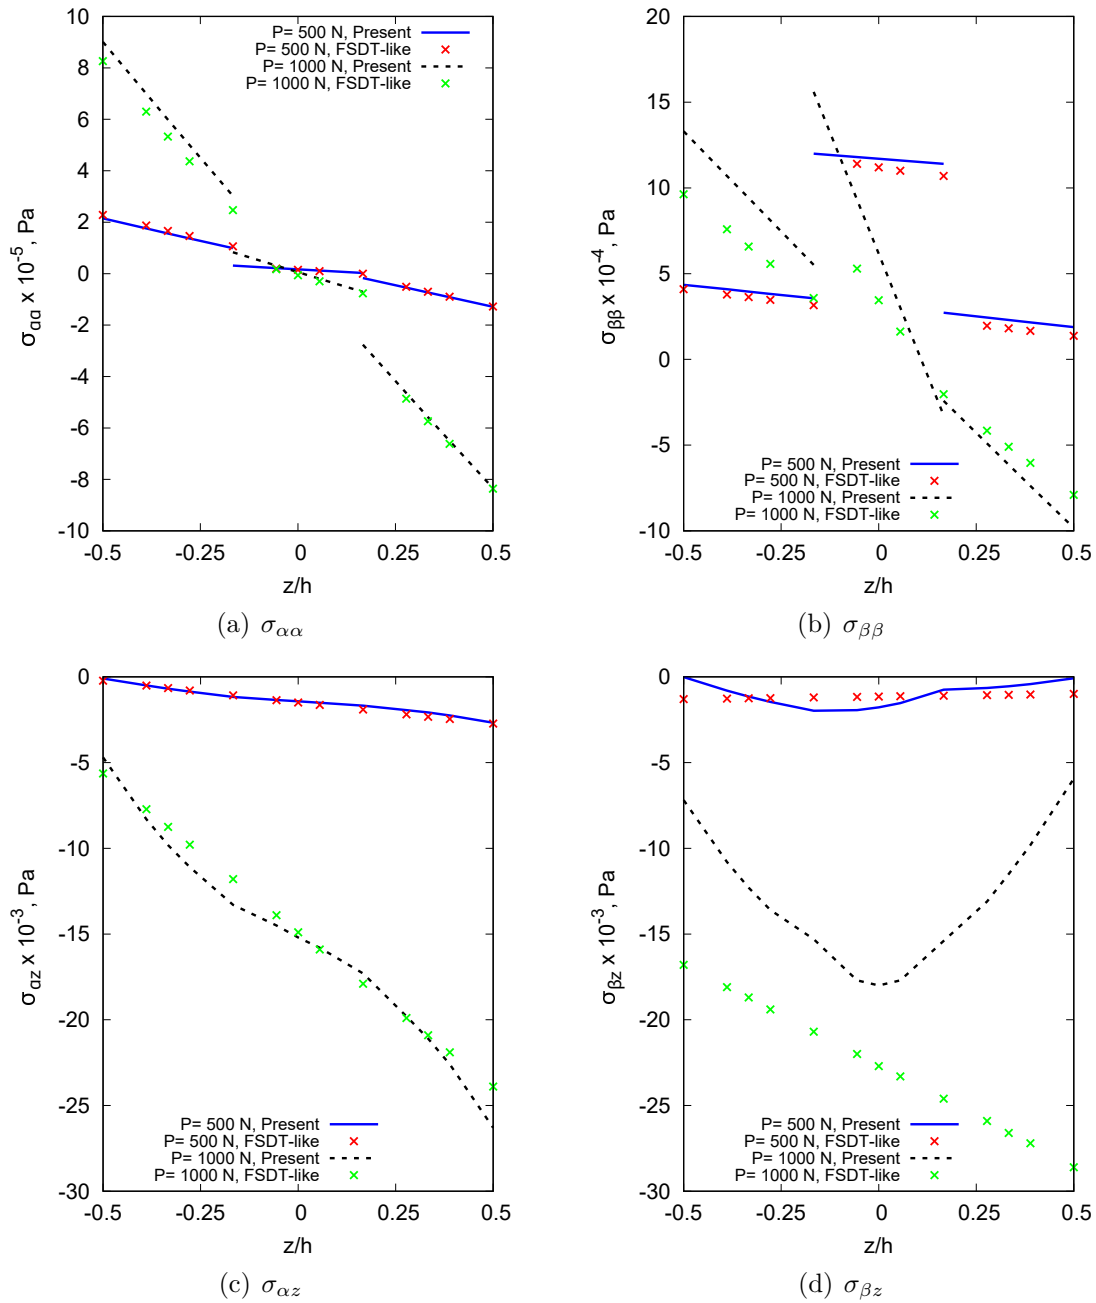 P= 500 N, Present
P= 500 N, FSDT-like
P= 1000 N, Present
P= 1000 N, FSDT-like
10
8
6
4
2
0
-2
-4
-6
-8
-10
σαα x 10⁻⁵, Pa
-0.5
-0.25
0
0.25
0.5
z/h
(a) σαα
20
15
10
5
0
-5
-10
σββ x 10⁻⁴, Pa
P= 500 N, Present
P= 500 N, FSDT-like
P= 1000 N, Present
P= 1000 N, FSDT-like
-0.5
-0.25
0
0.25
0.5
z/h
(b) σββ
0
-5
-10
-15
-20
-25
-30
σαz x 10⁻³, Pa
P= 500 N, Present
P= 500 N, FSDT-like
P= 1000 N, Present
P= 1000 N, FSDT-like
-0.5
-0.25
0
0.25
0.5
z/h
(c) σαz
0
-5
-10
-15
-20
-25
-30
σβz x 10⁻³, Pa
P= 500 N, Present
P= 500 N, FSDT-like
P= 1000 N, Present
P= 1000 N, FSDT-like
-0.5
-0.25
0
0.25
0.5
z/h
(d) σβz